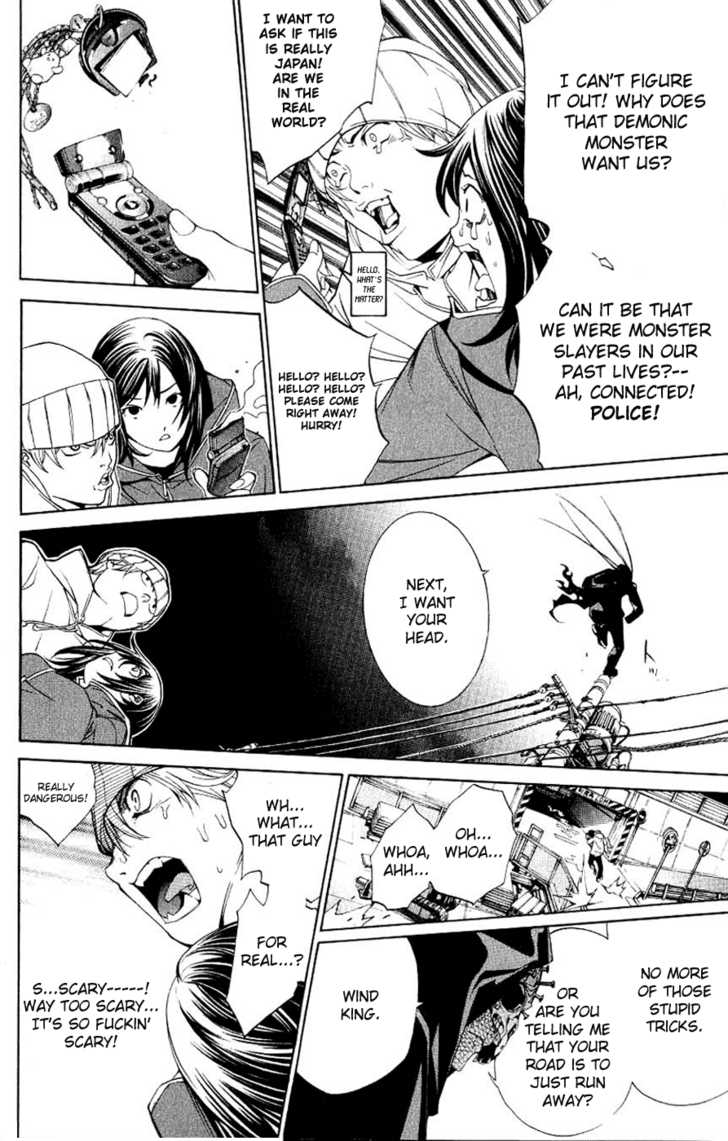 I CAN'T FIGURE
IT OUT! WHY DOES
THAT DEMONIC
MONSTER
WANT US?
CAN IT BE THAT
WE WERE MONSTER
SLAYERS IN OUR
PAST LIVES?--
AH, CONNECTED!
POLICE!
I WANT TO
ASK IF THIS
IS REALLY
JAPAN!
ARE WE
IN THE
REAL
WORLD?
HELLO.
WHAT'S
THE
MATTER?
HELLO? HELLO?
HELLO? HELLO?
PLEASE COME
RIGHT AWAY!
HURRY!
NEXT,
I WANT
YOUR
HEAD.
ト
OH...
WHOA...
WHOA,
AHH...
WH...
WHAT...
THAT GUY
REALLY
DANGEROUS!
FOR
REAL...?
S...SCARY-----!
WAY TOO SCARY...
IT'S SO FUCKIN'
SCARY!
NO MORE
OF THOSE
STUPID
TRICKS.
OR
ARE YOU
TELLING ME
THAT YOUR
ROAD IS TO
JUST RUN
AWAY?
WIND
KING.